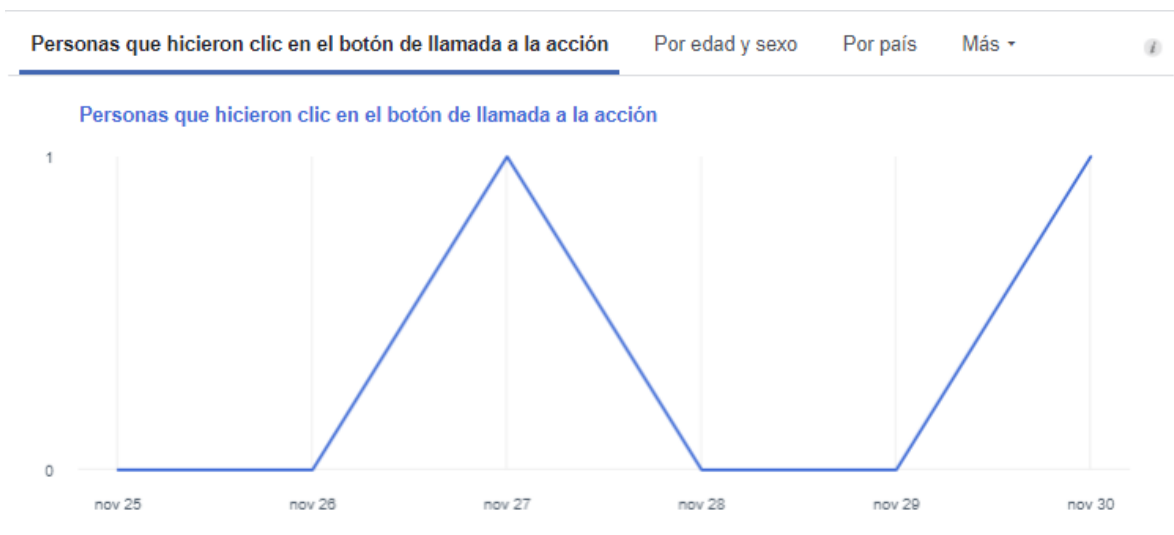 Personas que hicieron clic en el botón de llamada a la acción Por edad y sexo Por país Más
i
Personas que hicieron clic en el botón de llamada a la acción
1
0
nov 25 nov 26 nov 27 nov 28 nov 29 nov 30